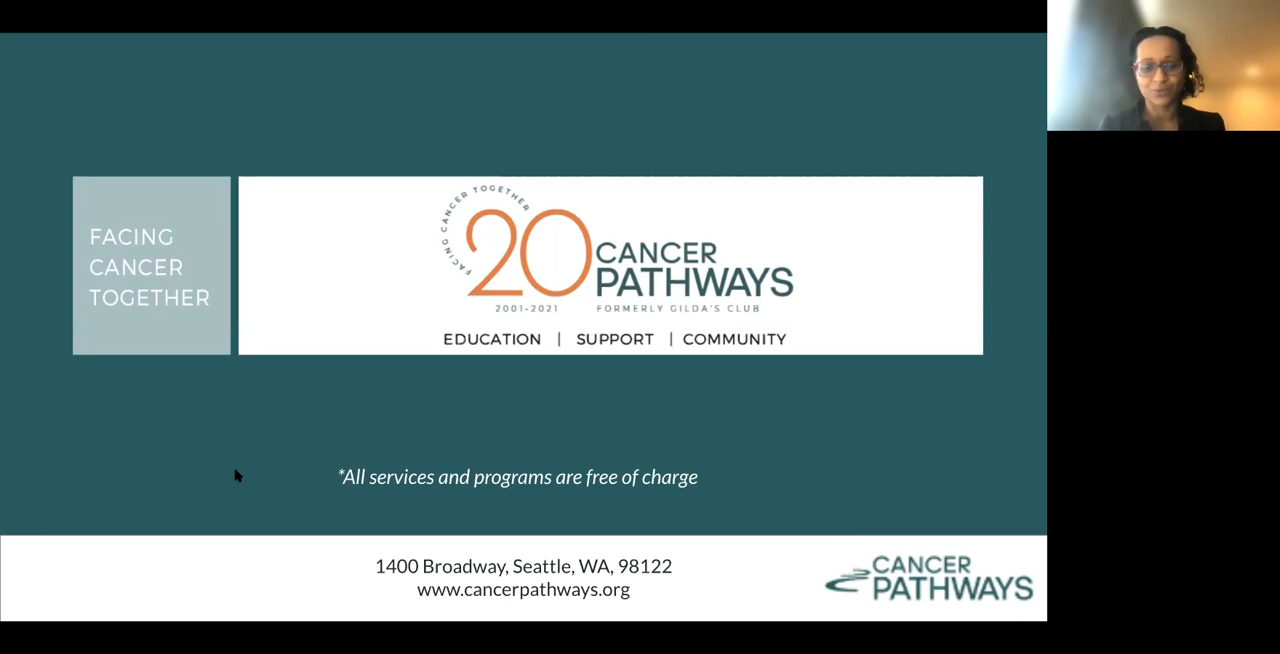 FACING
CANCER
TOGETHER
FACING CANCER TOGETHER
20
CANCER
PATHWAYS
2001-2021 FORMERLY GILDA'S CLUB
EDUCATION | SUPPORT | COMMUNITY
*All services and programs are free of charge
1400 Broadway, Seattle, WA, 98122
www.cancerpathways.org
CANCER
PATHWAYS